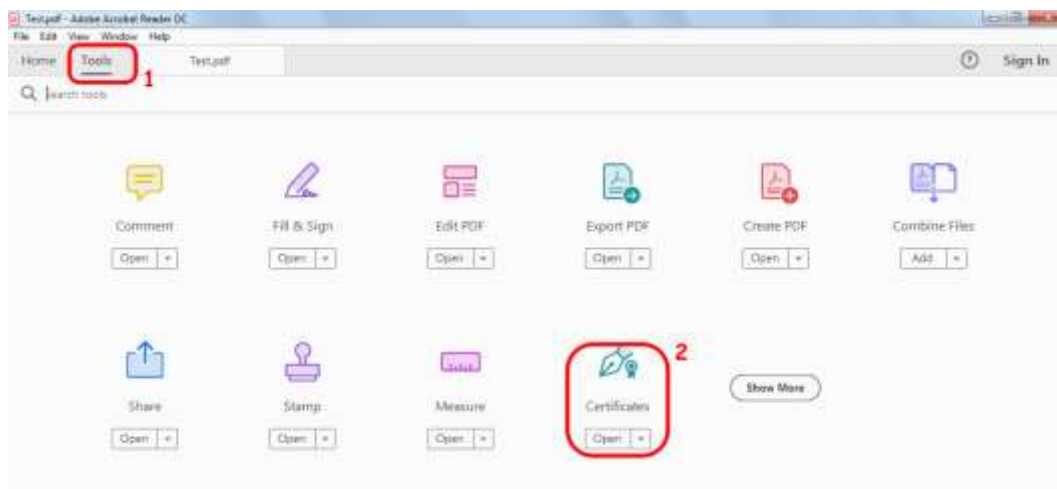 Test.pdf - Adobe Acrobat Reader DC
File Edit View Window Help
Home Tools Test.pdf Sign In
1
Search tools
Comment Fill & Sign Edit PDF Export PDF Create PDF Combine Files
Open Open Open Open Open Add
2
Share Stamp Measure Certificates Show More
Open Open Open Open